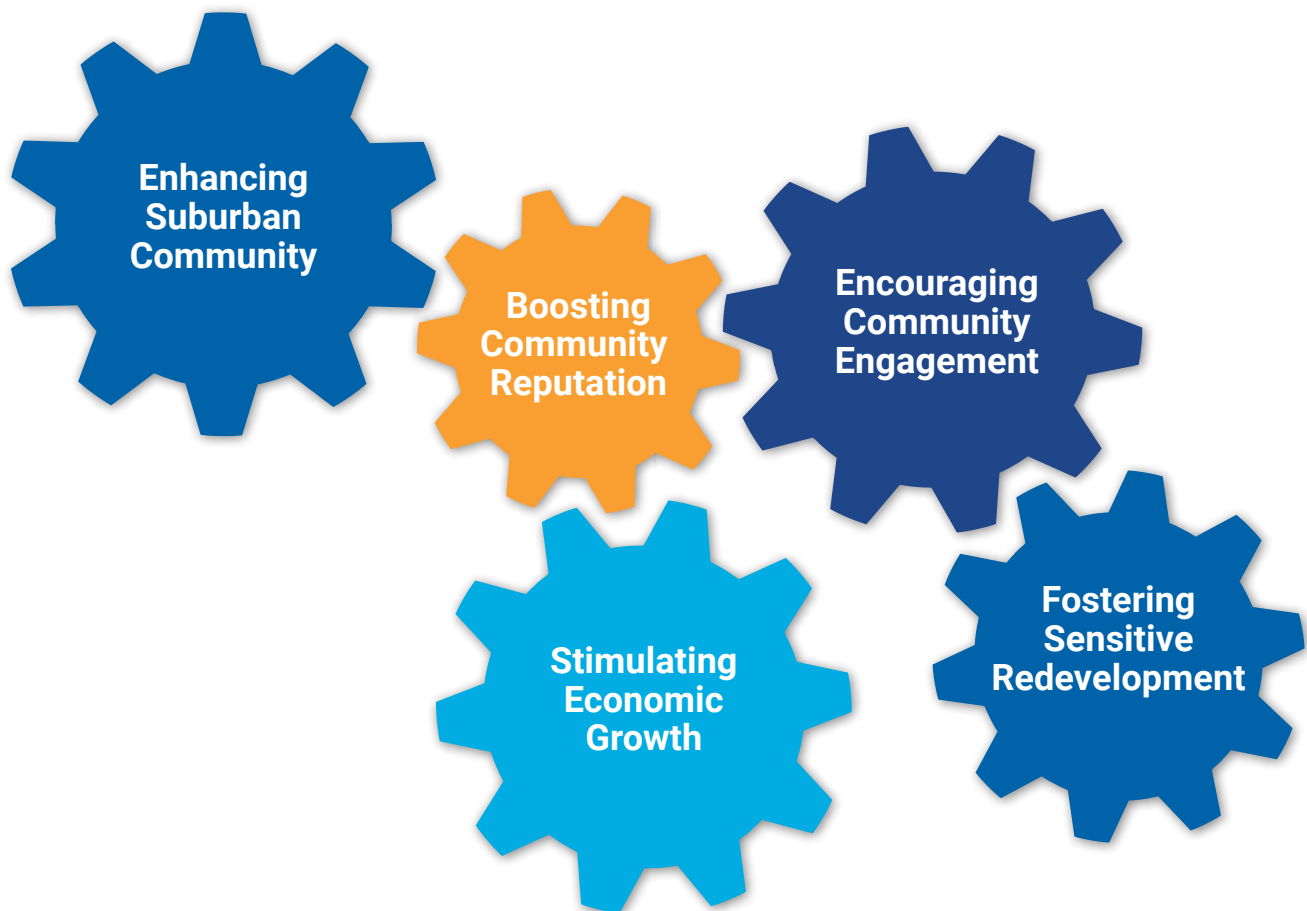 Enhancing
Suburban
Community
Boosting
Community
Reputation
Encouraging
Community
Engagement
Stimulating
Economic
Growth
Fostering
Sensitive
Redevelopment